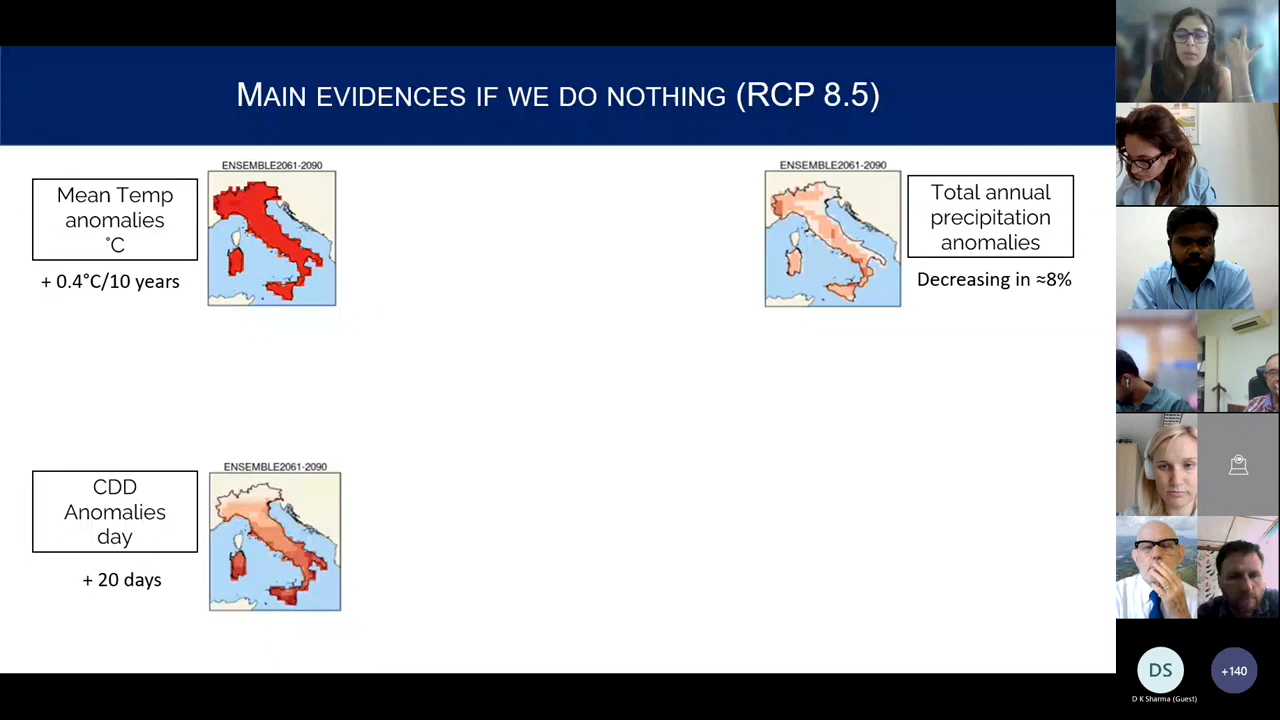 MAIN EVIDENCES IF WE DO NOTHING (RCP 8.5)
ENSEMBLE2061-2090
Mean Temp
anomalies
°C
+ 0.4°C/10 years
ENSEMBLE2061-2090
Total annual
precipitation
anomalies
Decreasing in ≈8%
ENSEMBLE2061-2090
CDD
Anomalies
day
+ 20 days
DS
+140
D K Sharma (Guest)